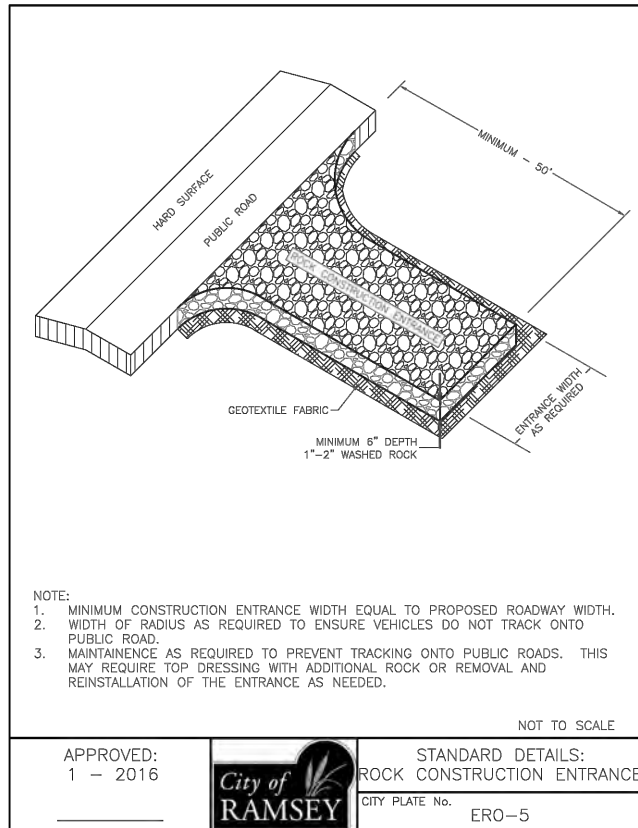 HARD SURFACE
PUBLIC ROAD
MINIMUM - 50'
ROCK CONSTRUCTION ENTRANCE
GEOTEXTILE FABRIC
MINIMUM 6" DEPTH
1"-2" WASHED ROCK
ENTRANCE WIDTH
AS REQUIRED
NOTE:
1. MINIMUM CONSTRUCTION ENTRANCE WIDTH EQUAL TO PROPOSED ROADWAY WIDTH.
2. WIDTH OF RADIUS AS REQUIRED TO ENSURE VEHICLES DO NOT TRACK ONTO
PUBLIC ROAD.
3. MAINTAINENCE AS REQUIRED TO PREVENT TRACKING ONTO PUBLIC ROADS. THIS
MAY REQUIRE TOP DRESSING WITH ADDITIONAL ROCK OR REMOVAL AND
REINSTALLATION OF THE ENTRANCE AS NEEDED.
NOT TO SCALE
APPROVED:
1 - 2016
City of
RAMSEY
STANDARD DETAILS:
ROCK CONSTRUCTION ENTRANCE
CITY PLATE No.
ERO-5